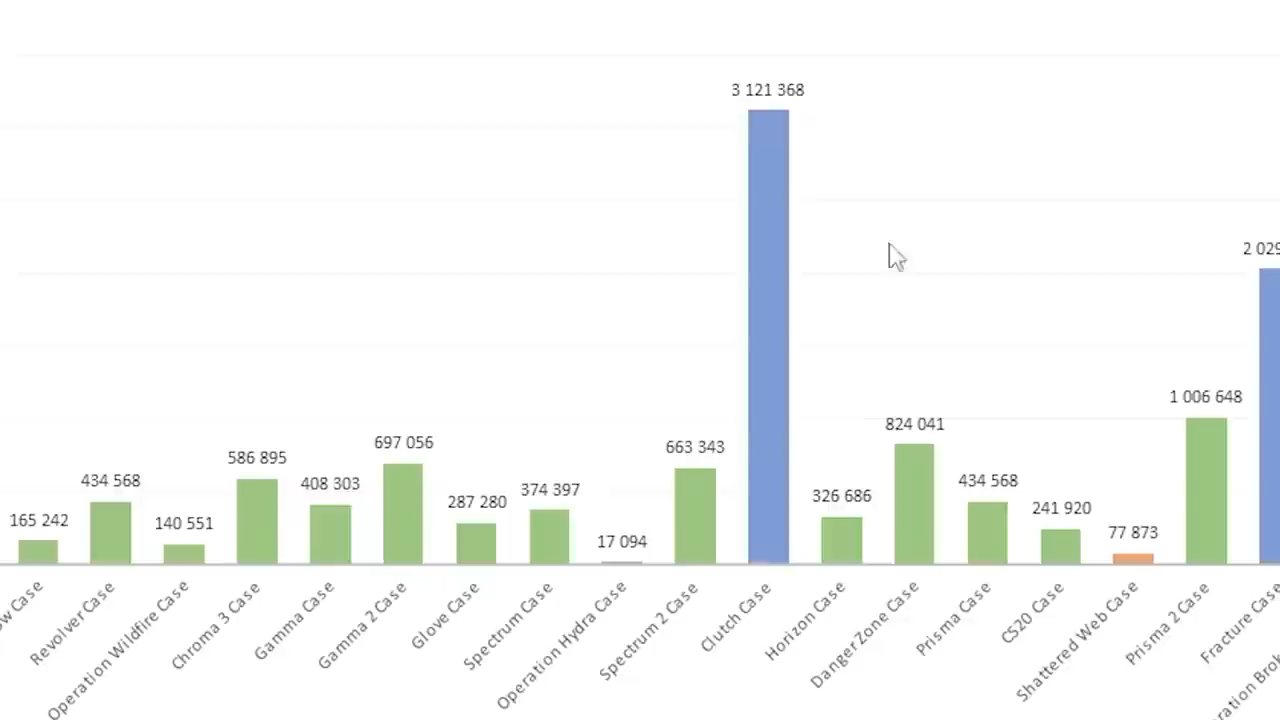 3 121 368
2 029
1 006 648
824 041
697 056
663 343
586 895
434 568
408 303
374 397
434 568
326 686
287 280
241 920
165 242
140 551
17 094
77 873
ow Case
Revolver Case
Operation Wildfire Case
Chroma 3 Case
Gamma Case
Gamma 2 Case
Glove Case
Spectrum Case
Operation Hydra Case
Spectrum 2 Case
Clutch Case
Horizon Case
Danger Zone Case
Prisma Case
CS20 Case
Shattered Web Case
Prisma 2 Case
Fracture Case
ration Brok